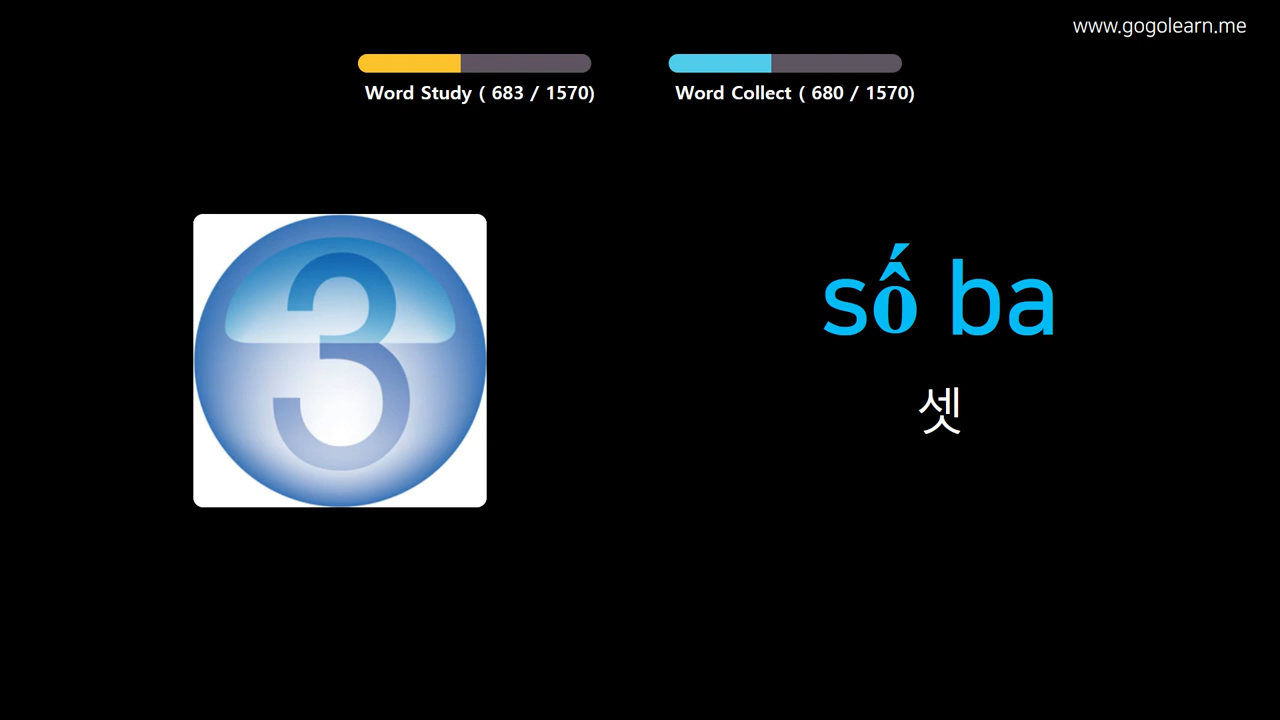 www.gogolearn.me
Word Study ( 683 / 1570)
Word Collect ( 680 / 1570)
3
số ba
셋